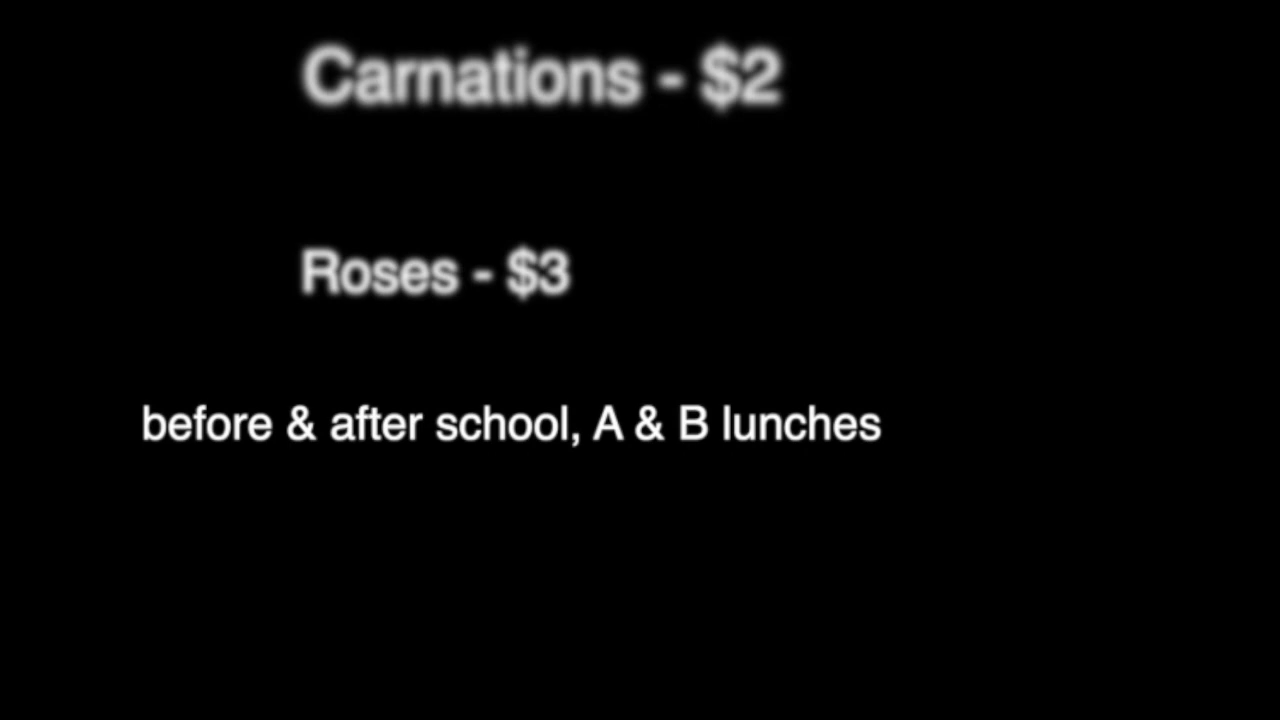 Carnations - $2
Roses - $3
before & after school, A & B lunches